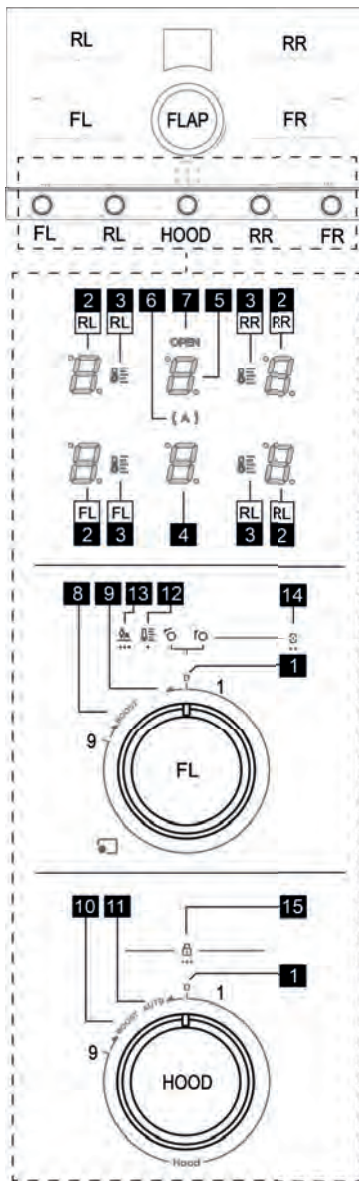 RL RR
FL FLAP FR
FL RL HOOD RR FR
2 3 6 7 5 3 2
RL RL OPEN RR RR
(A)
FL FL RL RL
2 3 4 3 2
8 9 13 12 14
1
1
BOOST
9
FL
10 11 15
1
1
AUTO
BOOST
9
HOOD
Hood